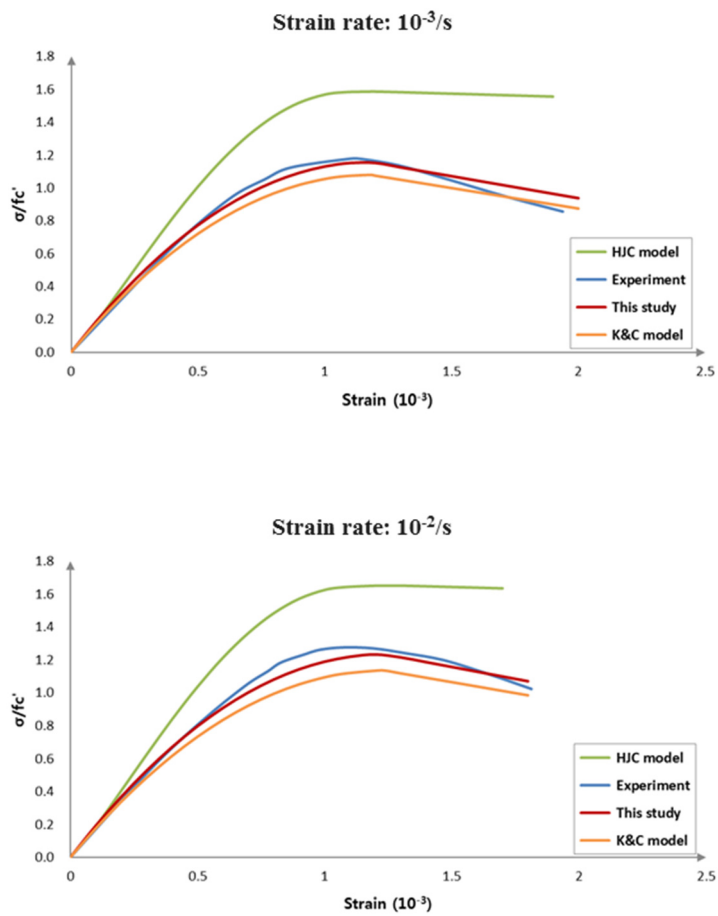 Strain rate: 10⁻³/s
1.8
1.6
1.4
1.2
1.0
0.8
0.6
0.4
0.2
0.0
σ/fc'
HJC model
Experiment
This study
K&C model
0 0.5 1 1.5 2 2.5
Strain (10⁻³)
Strain rate: 10⁻²/s
1.8
1.6
1.4
1.2
1.0
0.8
0.6
0.4
0.2
0.0
σ/fc'
HJC model
Experiment
This study
K&C model
0 0.5 1 1.5 2 2.5
Strain (10⁻³)